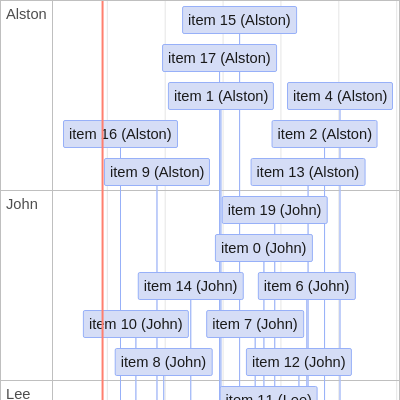 Alston
item 15 (Alston)
item 17 (Alston)
item 1 (Alston)
item 4 (Alston)
item 16 (Alston)
item 2 (Alston)
item 9 (Alston)
item 13 (Alston)
John
item 19 (John)
item 0 (John)
item 14 (John)
item 6 (John)
item 10 (John)
item 7 (John)
item 8 (John)
item 12 (John)
Lee
item 11 (Lee)